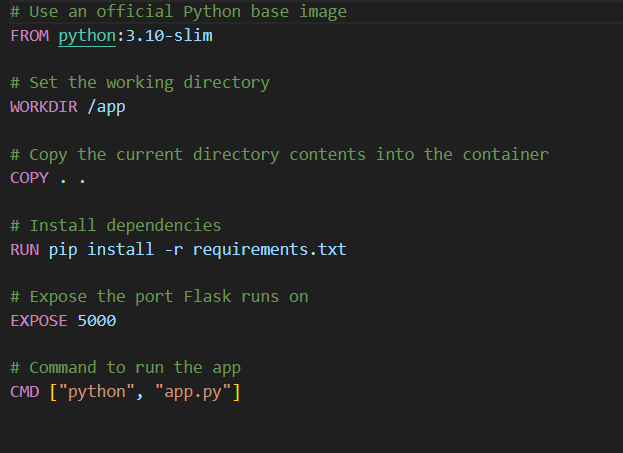 # Use an official Python base image
FROM python:3.10-slim
# Set the working directory
WORKDIR /app
# Copy the current directory contents into the container
COPY . .
# Install dependencies
RUN pip install -r requirements.txt
# Expose the port Flask runs on
EXPOSE 5000
# Command to run the app
CMD ["python", "app.py"]